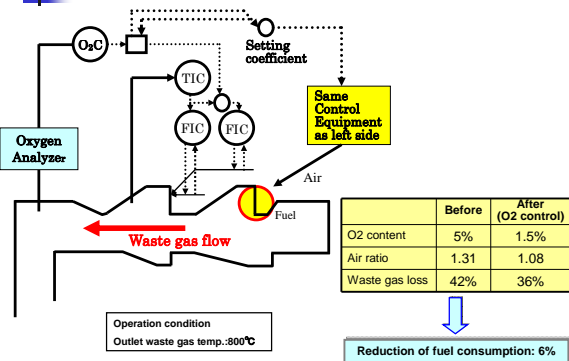 O₂C
Setting
coefficient
TIC
FIC
FIC
Same
Control
Equipment
as left side
Oxygen
Analyzer
Air
Fuel
Waste gas flow
Before
After
(O2 control)
O2 content
5%
1.5%
Air ratio
1.31
1.08
Waste gas loss
42%
36%
Operation condition
Outlet waste gas temp.:800℃
Reduction of fuel consumption: 6%